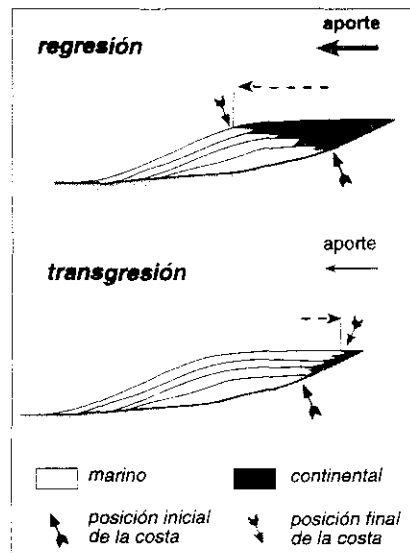 aporte
regresión
aporte
transgresión
marino
continental
posición inicial
de la costa
posición final
de la costa